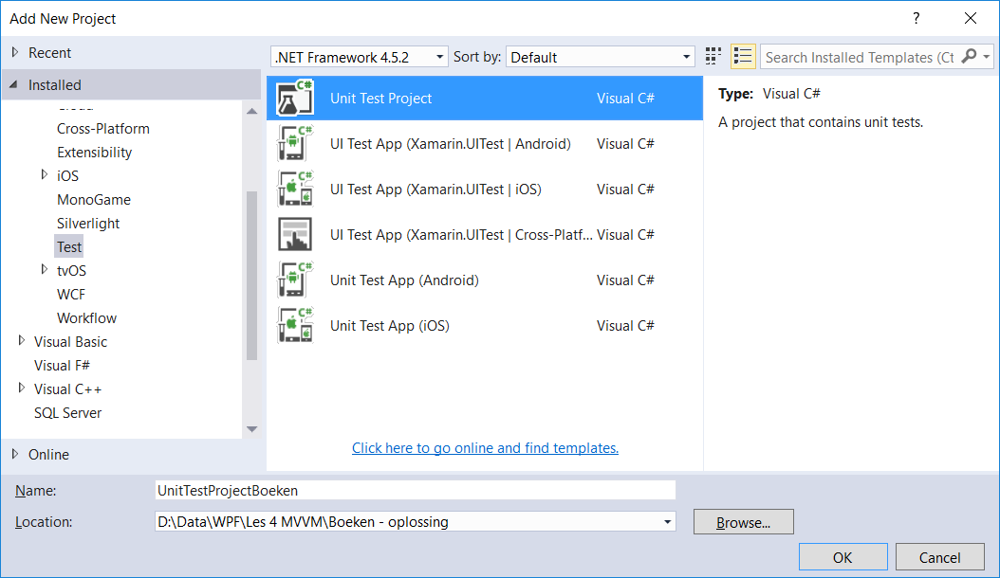 Add New Project
?
Recent
.NET Framework 4.5.2
Sort by: Default
Search Installed Templates (Ct
Installed
Cloud
Cross-Platform
Extensibility
iOS
MonoGame
Silverlight
Test
tvOS
WCF
Workflow
Visual Basic
Visual F#
Visual C++
SQL Server
Online
C# Unit Test Project Visual C#
C# UI Test App (Xamarin.UITest | Android) Visual C#
C# UI Test App (Xamarin.UITest | iOS) Visual C#
UI Test App (Xamarin.UITest | Cross-Platf... Visual C#
C# Unit Test App (Android) Visual C#
C# Unit Test App (iOS) Visual C#
Click here to go online and find templates.
Type: Visual C#
A project that contains unit tests.
Name: UnitTestProjectBoeken
Location: D:\Data\WPF\Les 4 MVVM\Boeken - oplossing
Browse...
OK
Cancel